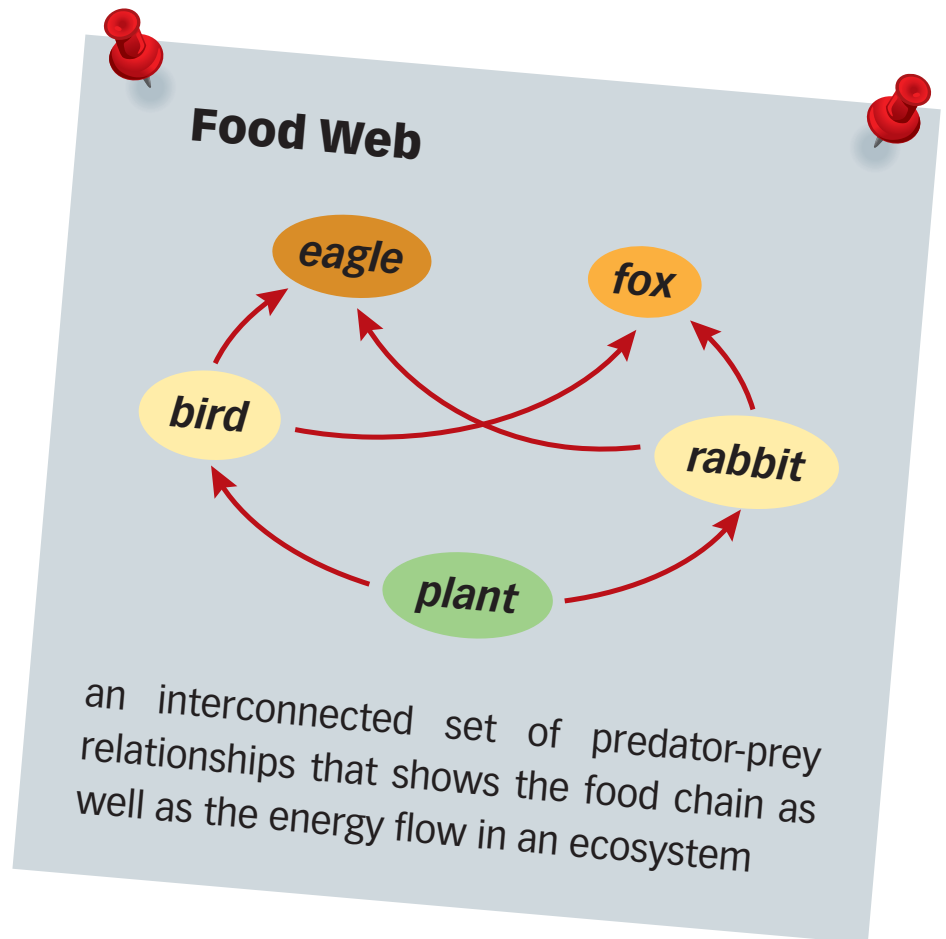 Food Web
eagle
fox
bird
rabbit
plant
an interconnected set of predator-prey
relationships that shows the food chain as
well as the energy flow in an ecosystem